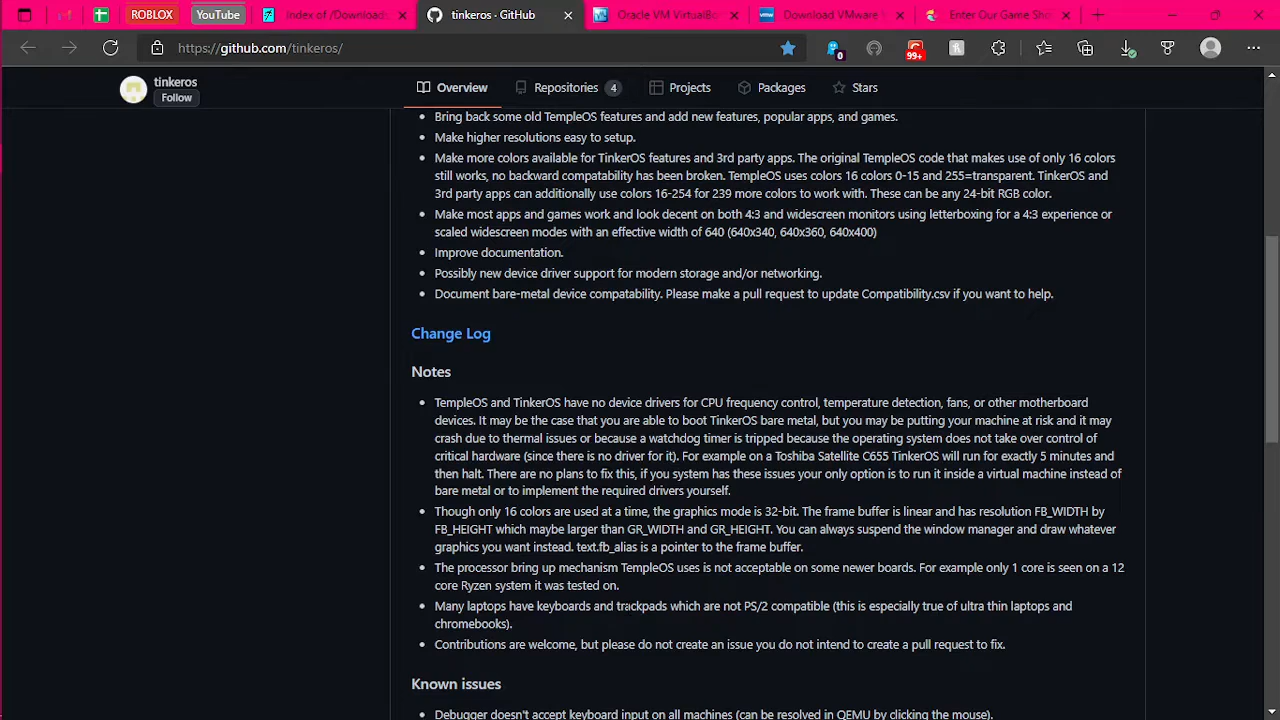 ROBLOX
YouTube
Index of /Downloads
tinkeros - GitHub
Oracle VM VirtualBo
Download VMware
Enter Our Game Sho
https://github.com/tinkeros/
0
99+
tinkeros
Follow
Overview
Repositories 4
Projects
Packages
Stars
• Bring back some old TempleOS features and add new features, popular apps, and games.
• Make higher resolutions easy to setup.
• Make more colors available for TinkerOS features and 3rd party apps. The original TempleOS code that makes use of only 16 colors
still works, no backward compatability has been broken. TempleOS uses colors 16 colors 0-15 and 255=transparent. TinkerOS and
3rd party apps can additionally use colors 16-254 for 239 more colors to work with. These can be any 24-bit RGB color.
• Make most apps and games work and look decent on both 4:3 and widescreen monitors using letterboxing for a 4:3 experience or
scaled widescreen modes with an effective width of 640 (640x340, 640x360, 640x400)
• Improve documentation.
• Possibly new device driver support for modern storage and/or networking.
• Document bare-metal device compatability. Please make a pull request to update Compatibility.csv if you want to help.
Change Log
Notes
• TempleOS and TinkerOS have no device drivers for CPU frequency control, temperature detection, fans, or other motherboard
devices. It may be the case that you are able to boot TinkerOS bare metal, but you may be putting your machine at risk and it may
crash due to thermal issues or because a watchdog timer is tripped because the operating system does not take over control of
critical hardware (since there is no driver for it). For example on a Toshiba Satellite C655 TinkerOS will run for exactly 5 minutes and
then halt. There are no plans to fix this, if you system has these issues your only option is to run it inside a virtual machine instead of
bare metal or to implement the required drivers yourself.
• Though only 16 colors are used at a time, the graphics mode is 32-bit. The frame buffer is linear and has resolution FB_WIDTH by
FB_HEIGHT which maybe larger than GR_WIDTH and GR_HEIGHT. You can always suspend the window manager and draw whatever
graphics you want instead. text.fb_alias is a pointer to the frame buffer.
• The processor bring up mechanism TempleOS uses is not acceptable on some newer boards. For example only 1 core is seen on a 12
core Ryzen system it was tested on.
• Many laptops have keyboards and trackpads which are not PS/2 compatible (this is especially true of ultra thin laptops and
chromebooks).
• Contributions are welcome, but please do not create an issue you do not intend to create a pull request to fix.
Known issues
• Debugger doesn't accept keyboard input on all machines (can be resolved in QEMU by clicking the mouse).